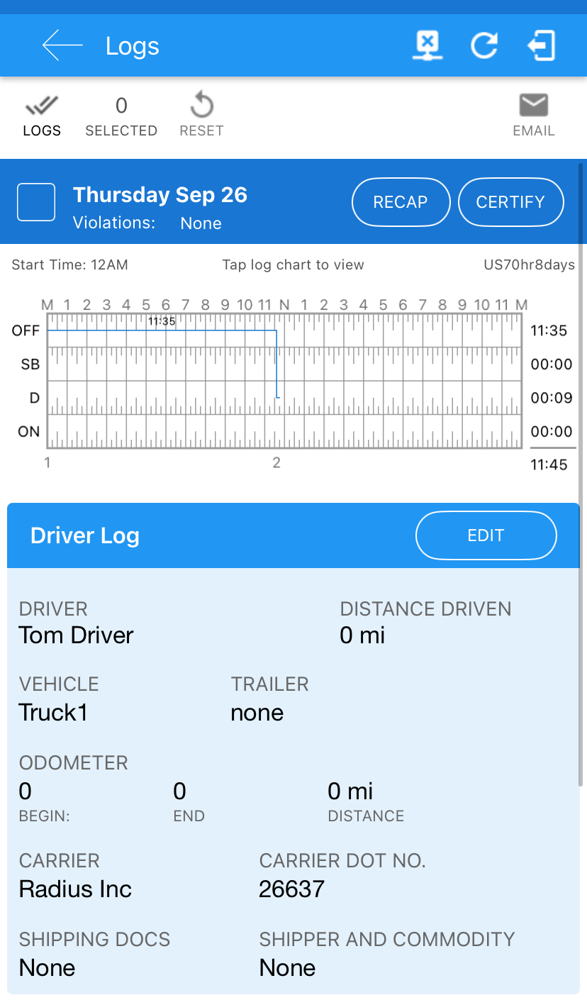 Logs
LOGS
0
SELECTED
RESET
EMAIL
Thursday Sep 26
Violations: None
RECAP
CERTIFY
Start Time: 12AM
Tap log chart to view
US70hr8days
M 1 2 3 4 5 6 7 8 9 10 11 N 1 2 3 4 5 6 7 8 9 10 11 M
11:35
OFF 11:35
SB 00:00
D 00:09
ON 00:00
1 2 11:45
Driver Log
EDIT
DRIVER DISTANCE DRIVEN
Tom Driver 0 mi
VEHICLE TRAILER
Truck1 none
ODOMETER
0 0 0 mi
BEGIN: END DISTANCE
CARRIER CARRIER DOT NO.
Radius Inc 26637
SHIPPING DOCS SHIPPER AND COMMODITY
None None